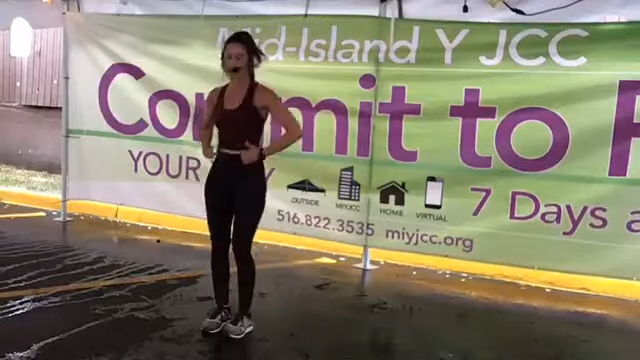 Mid-Island Y JCC
Commit to
YOUR
OUTSIDE MIYJCC HOME VIRTUAL
7 Days
516.822.3535 miyjcc.org